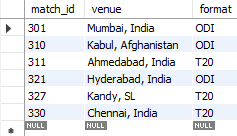 match_id venue format
301 Mumbai, India ODI
310 Kabul, Afghanistan ODI
311 Ahmedabad, India T20
321 Hyderabad, India ODI
327 Kandy, SL T20
330 Chennai, India T20
NULL NULL NULL